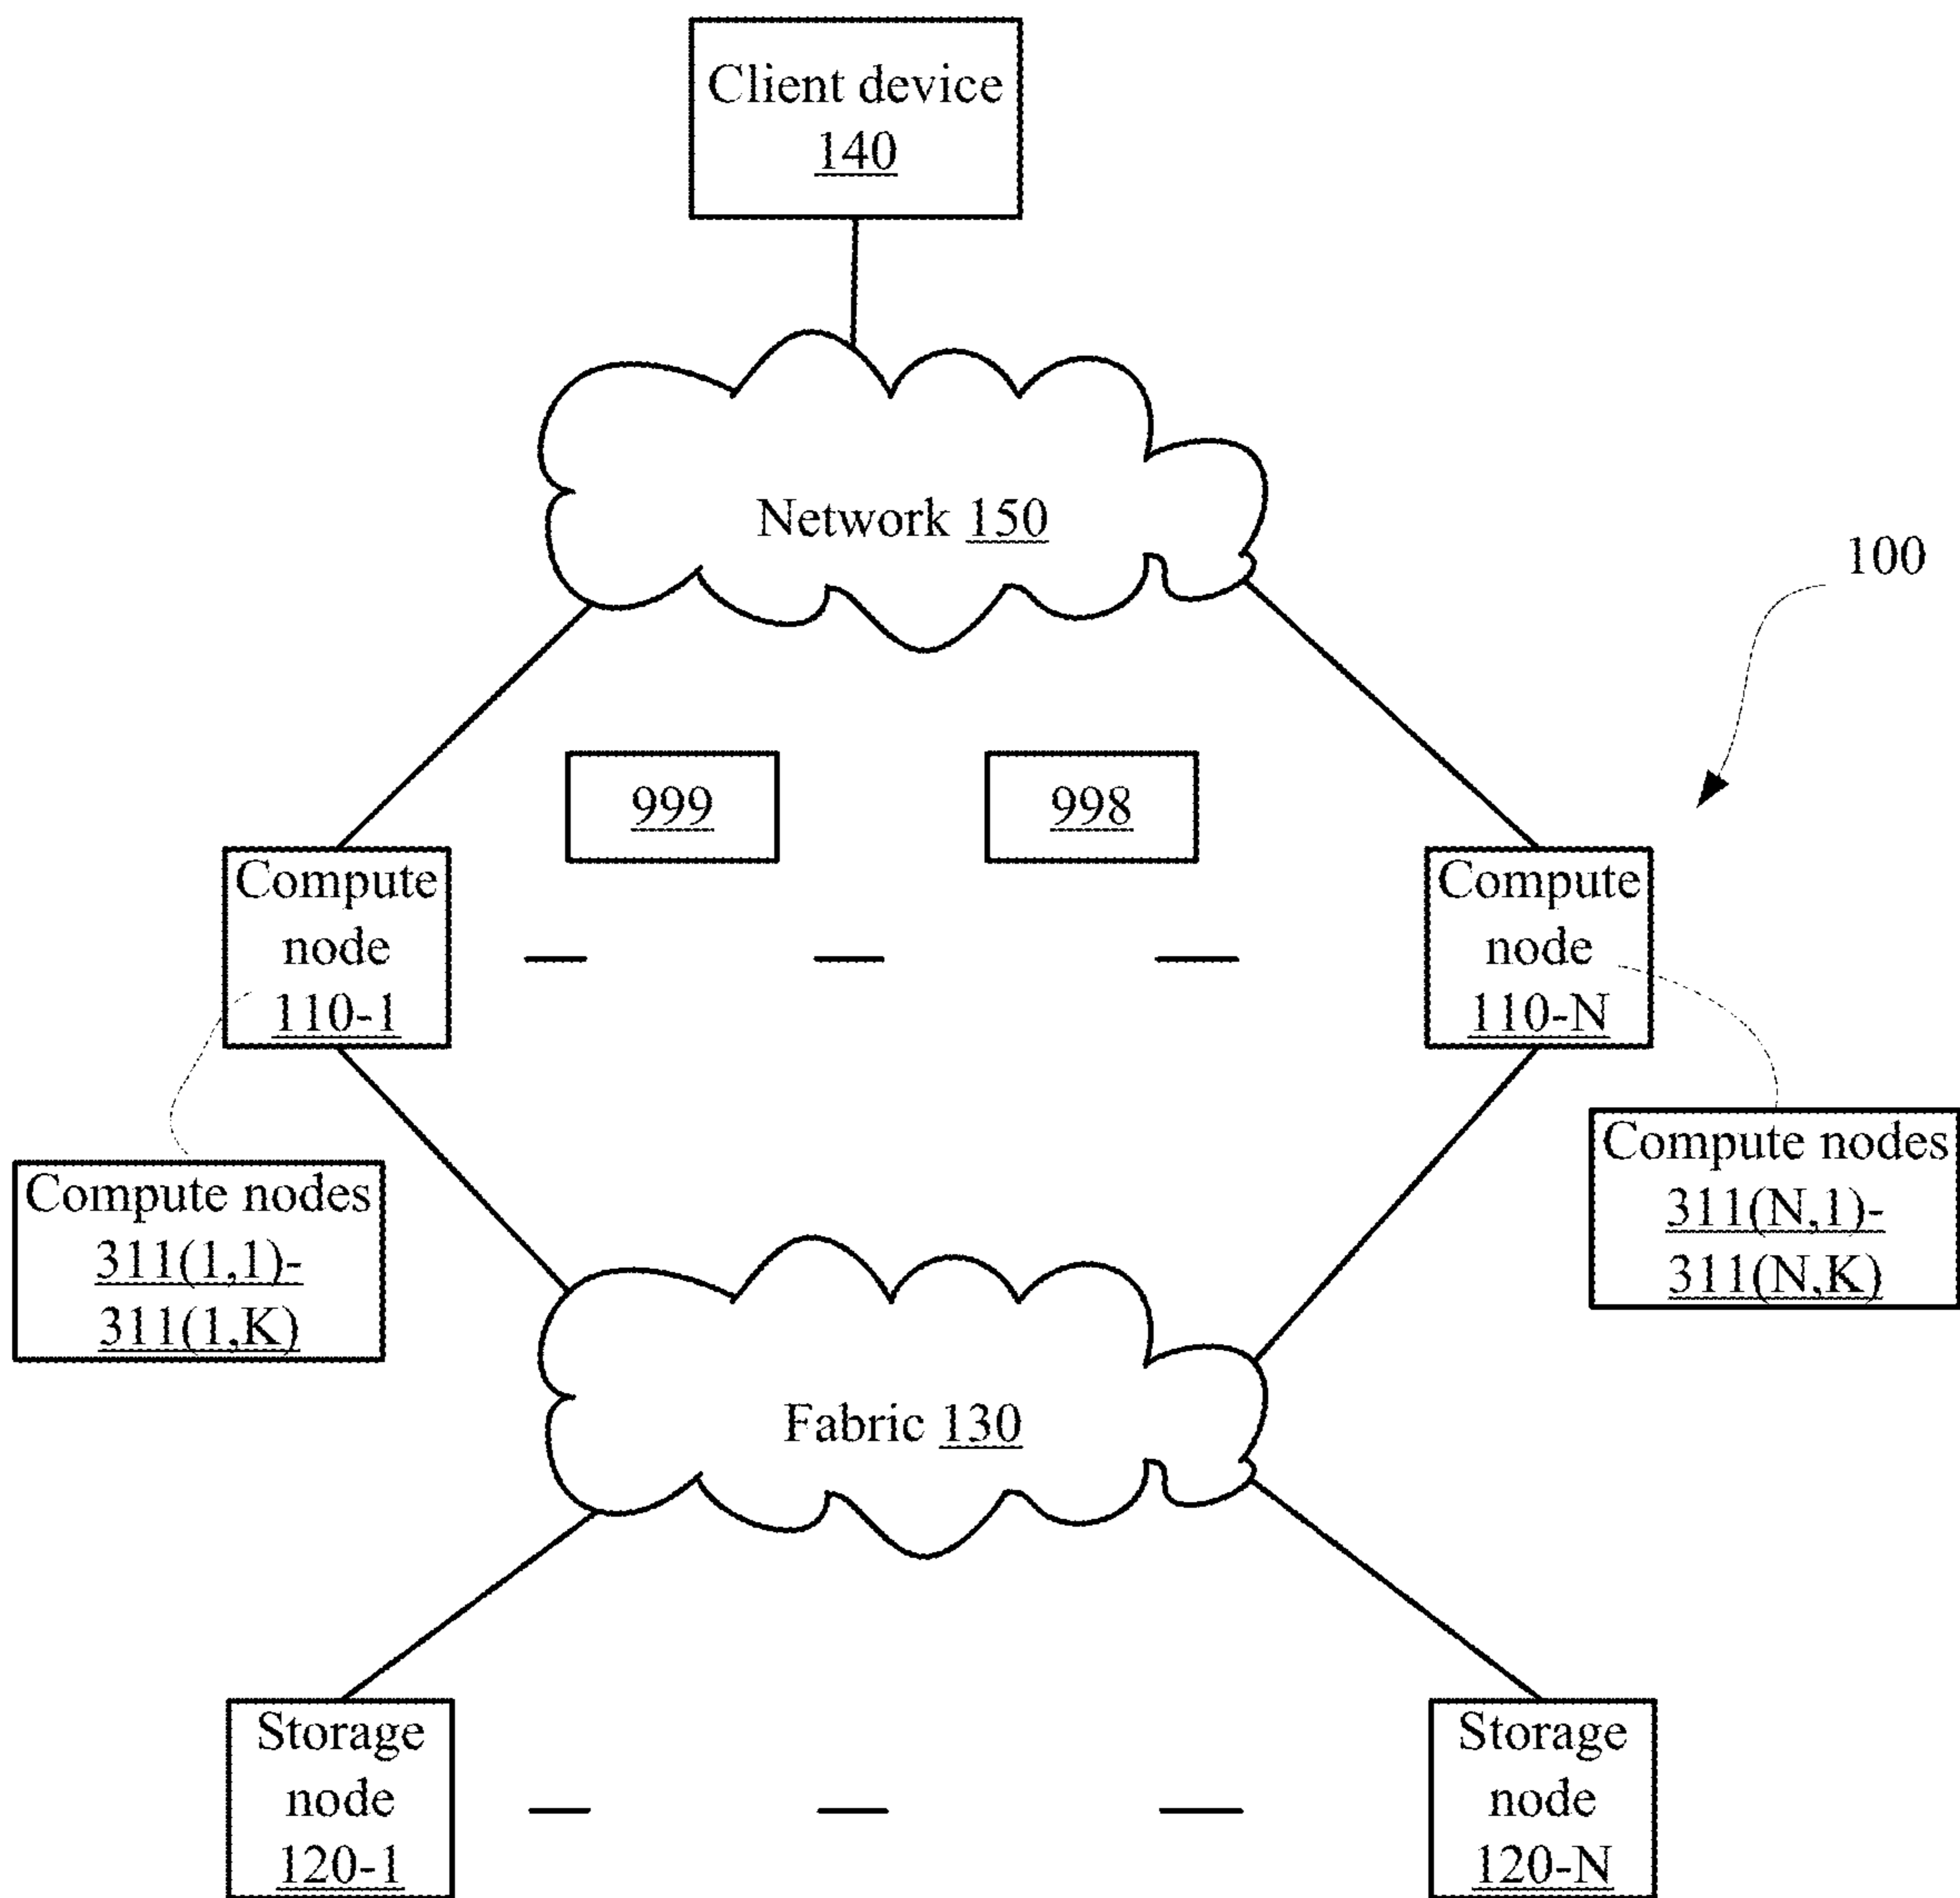 Client device
140
Network 150
100
999
998
Compute
node
110-1
Compute
node
110-N
Compute nodes
311(1,1)-
311(1,K)
Compute nodes
311(N,1)-
311(N,K)
Fabric 130
Storage
node
120-1
Storage
node
120-N